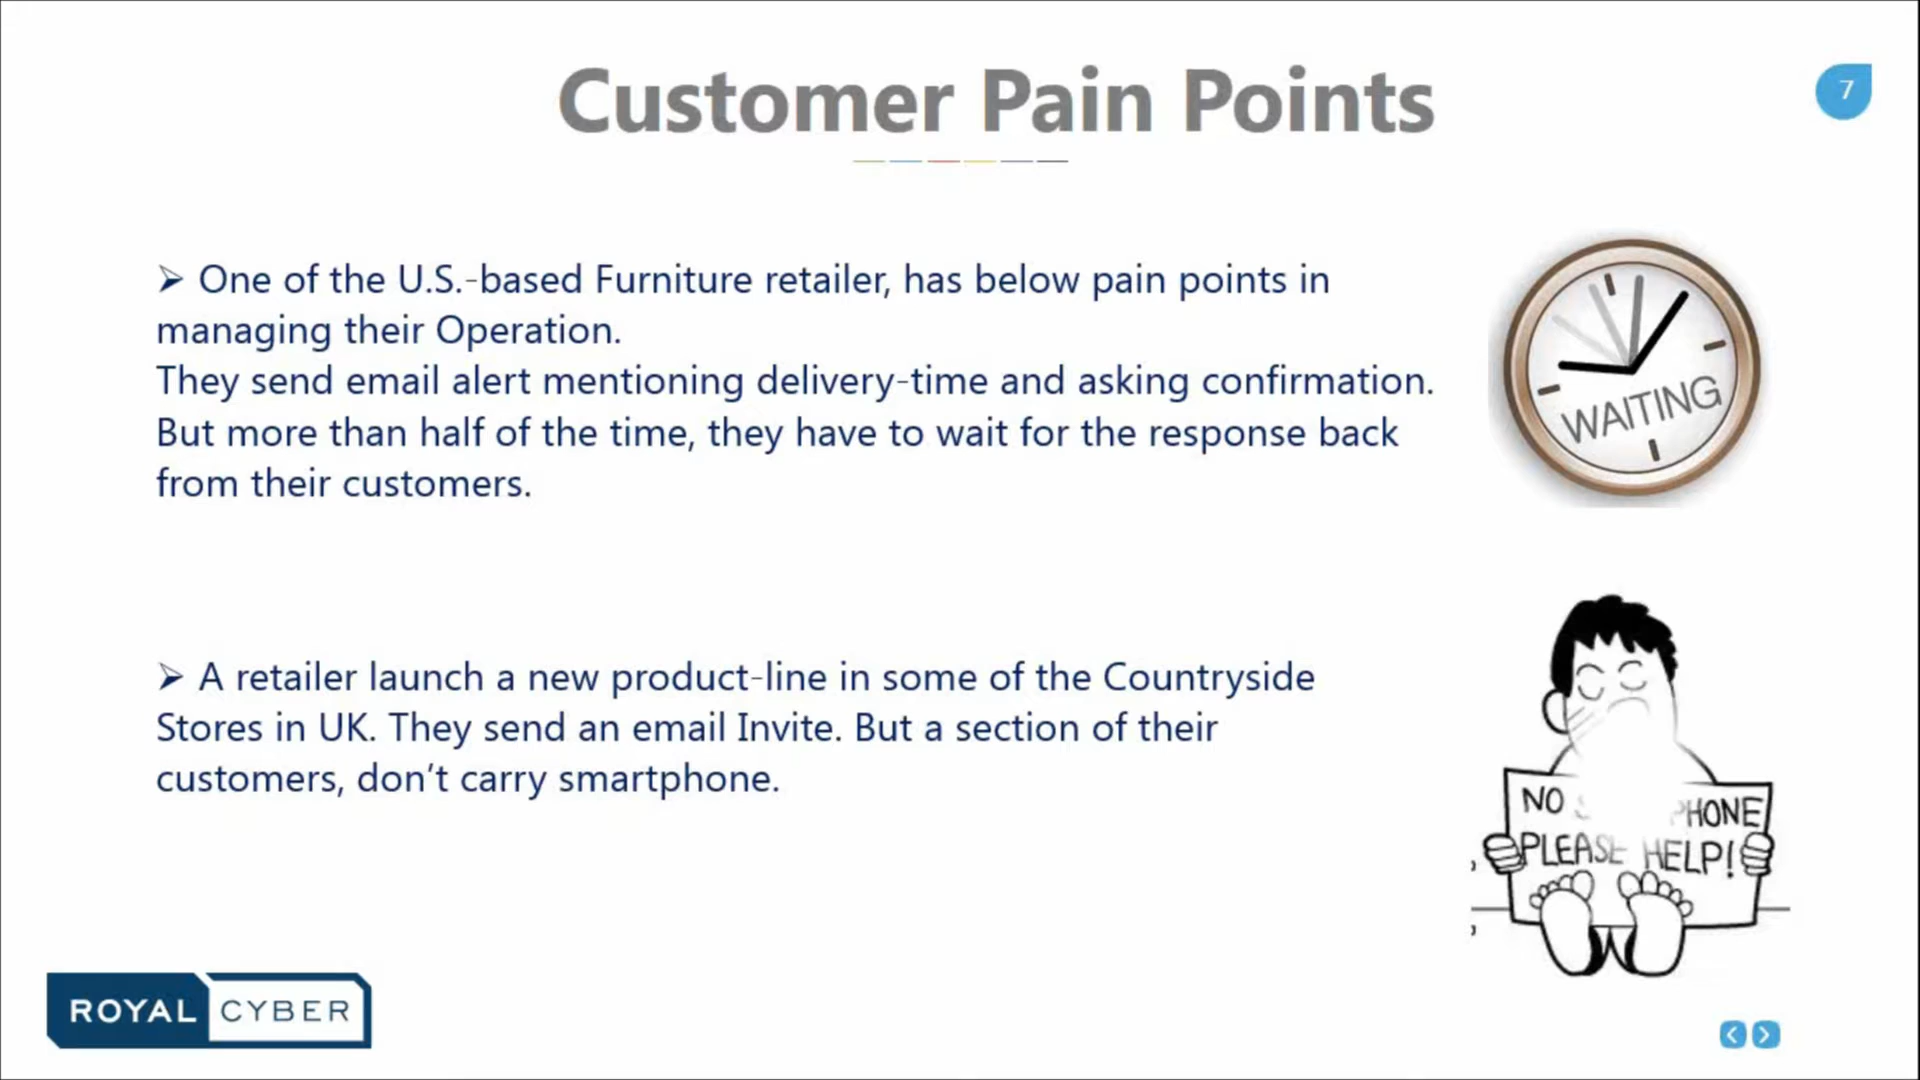 Customer Pain Points
7
➢ One of the U.S.-based Furniture retailer, has below pain points in
managing their Operation.
They send email alert mentioning delivery-time and asking confirmation.
But more than half of the time, they have to wait for the response back
from their customers.
WAITING
➢ A retailer launch a new product-line in some of the Countryside
Stores in UK. They send an email Invite. But a section of their
customers, don't carry smartphone.
NO PHONE
PLEASE HELP!
ROYAL CYBER